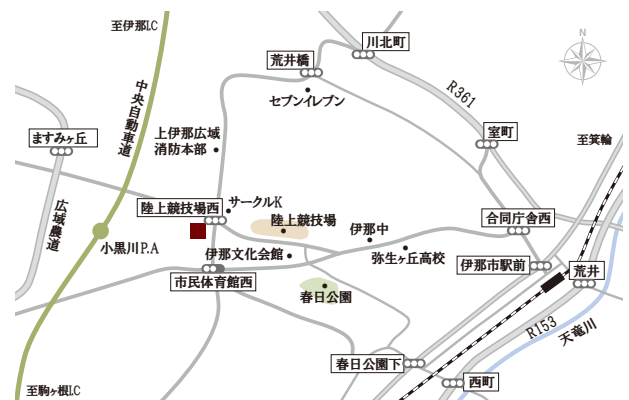 至伊那I.C
川北町
N
荒井橋
中央自動車道
セブンイレブン
R361
ますみヶ丘
上伊那広域
消防本部
室町
至箕輪
広域農道
陸上競技場西
サークルK
陸上競技場
伊那中
合同庁舎西
小黒川P.A
伊那文化会館
弥生ヶ丘高校
伊那市駅前
荒井
市民体育館西
春日公園
R153
天竜川
春日公園下
西町
至駒ヶ根I.C